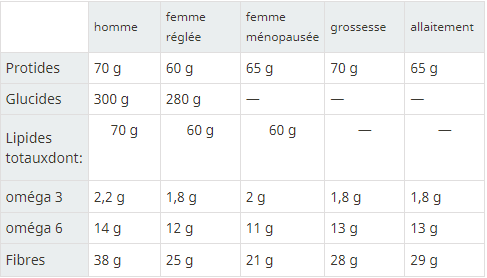 homme femme réglée femme ménopausée grossesse allaitement
Protides 70 g 60 g 65 g 70 g 65 g
Glucides 300 g 280 g — — —
Lipides totauxdont: 70 g 60 g 60 g — —
oméga 3 2,2 g 1,8 g 2 g 1,8 g 1,8 g
oméga 6 14 g 12 g 11 g 13 g 13 g
Fibres 38 g 25 g 21 g 28 g 29 g